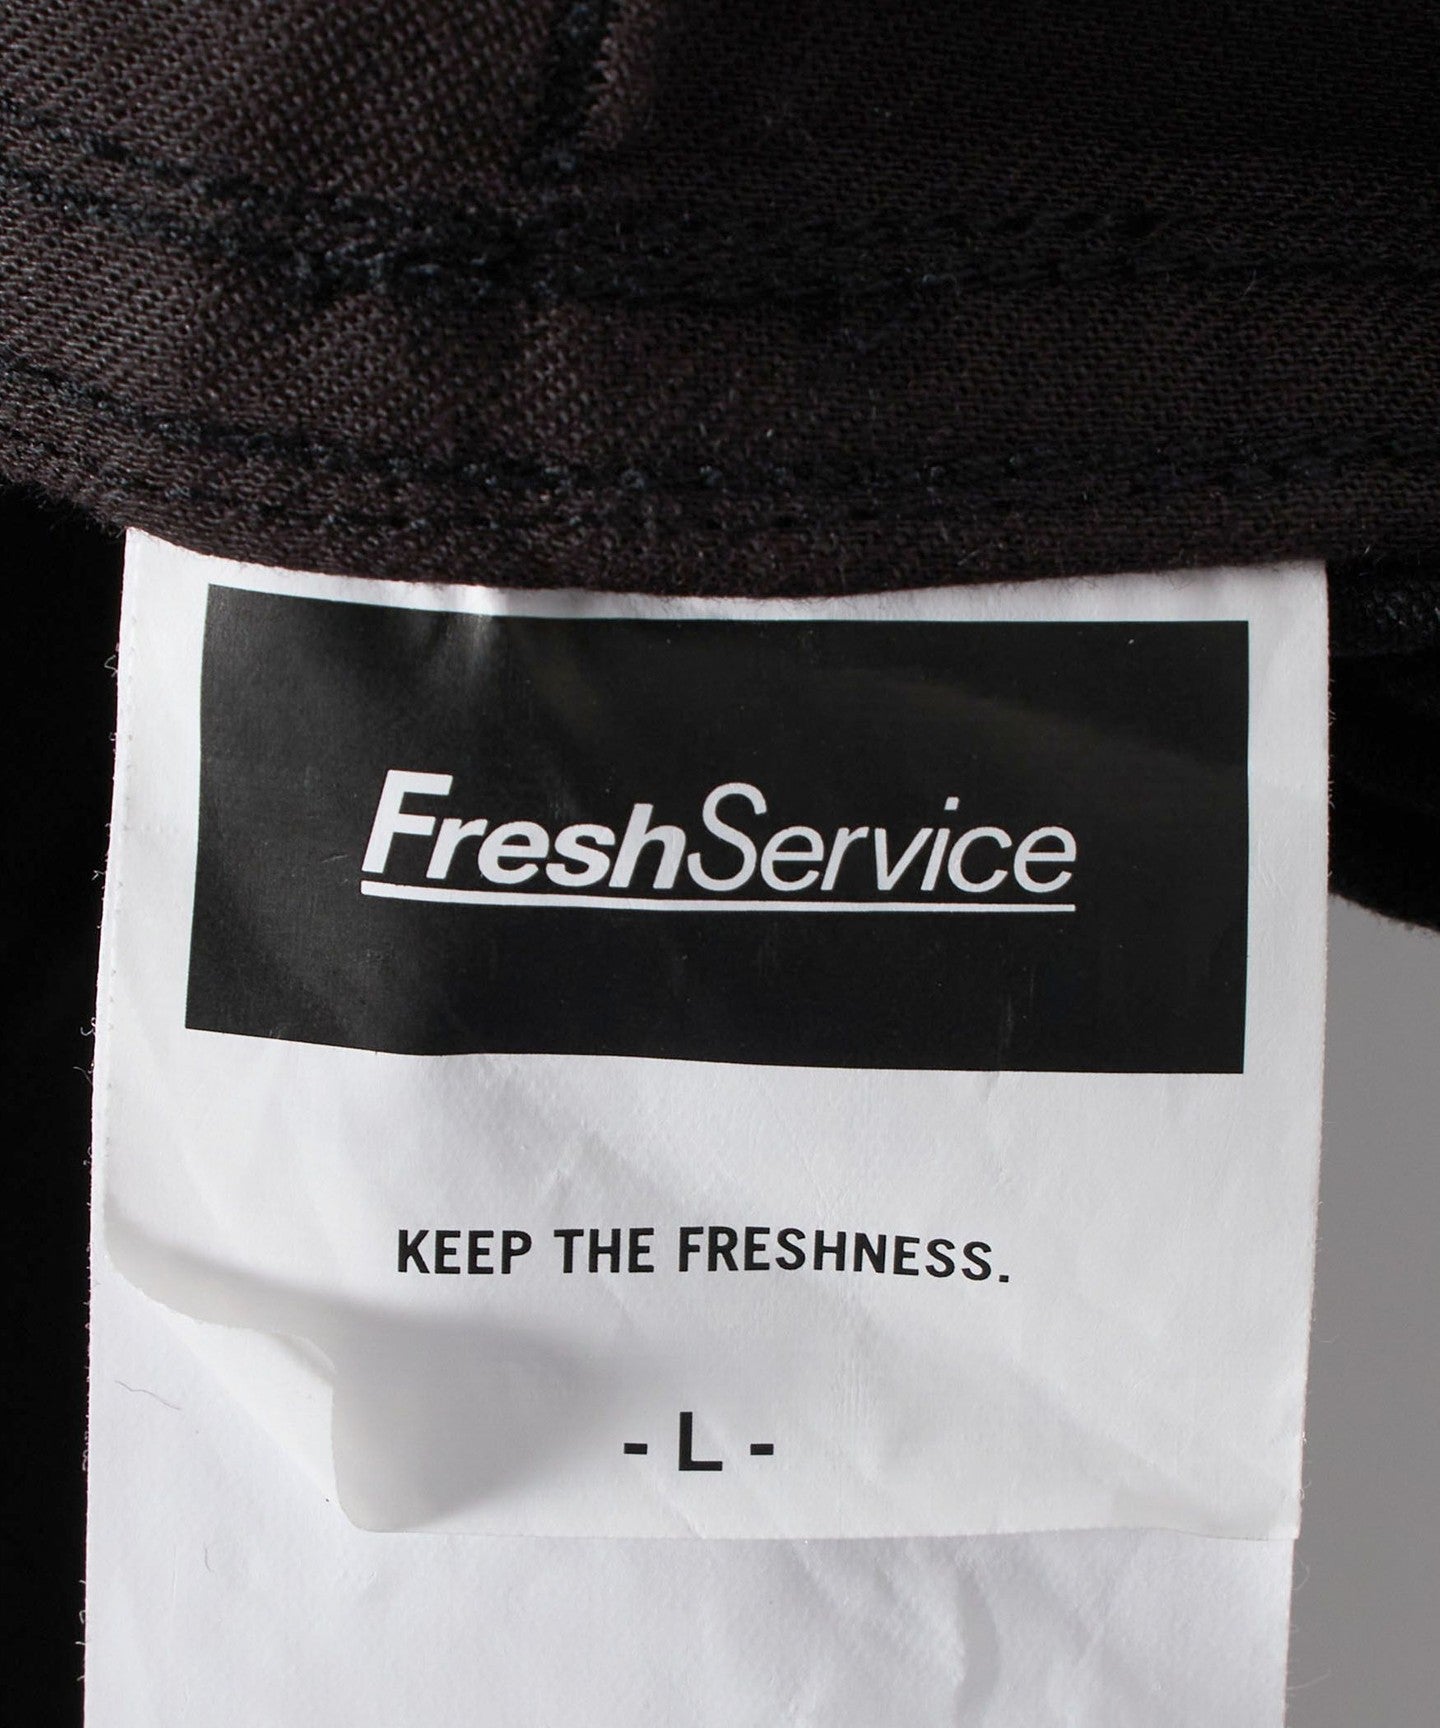 FreshService
KEEP THE FRESHNESS.
- L -